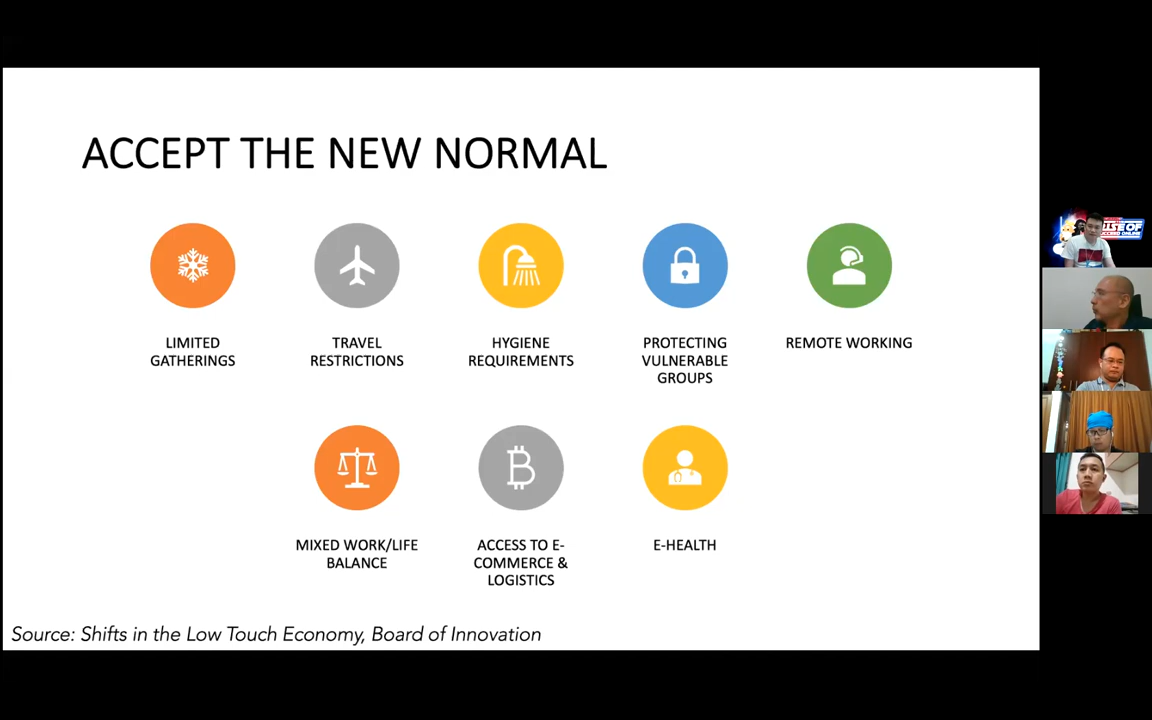 ACCEPT THE NEW NORMAL
LIMITED
GATHERINGS
TRAVEL
RESTRICTIONS
HYGIENE
REQUIREMENTS
PROTECTING
VULNERABLE
GROUPS
REMOTE WORKING
MIXED WORK/LIFE
BALANCE
ACCESS TO E-
COMMERCE &
LOGISTICS
E-HEALTH
Source: Shifts in the Low Touch Economy, Board of Innovation